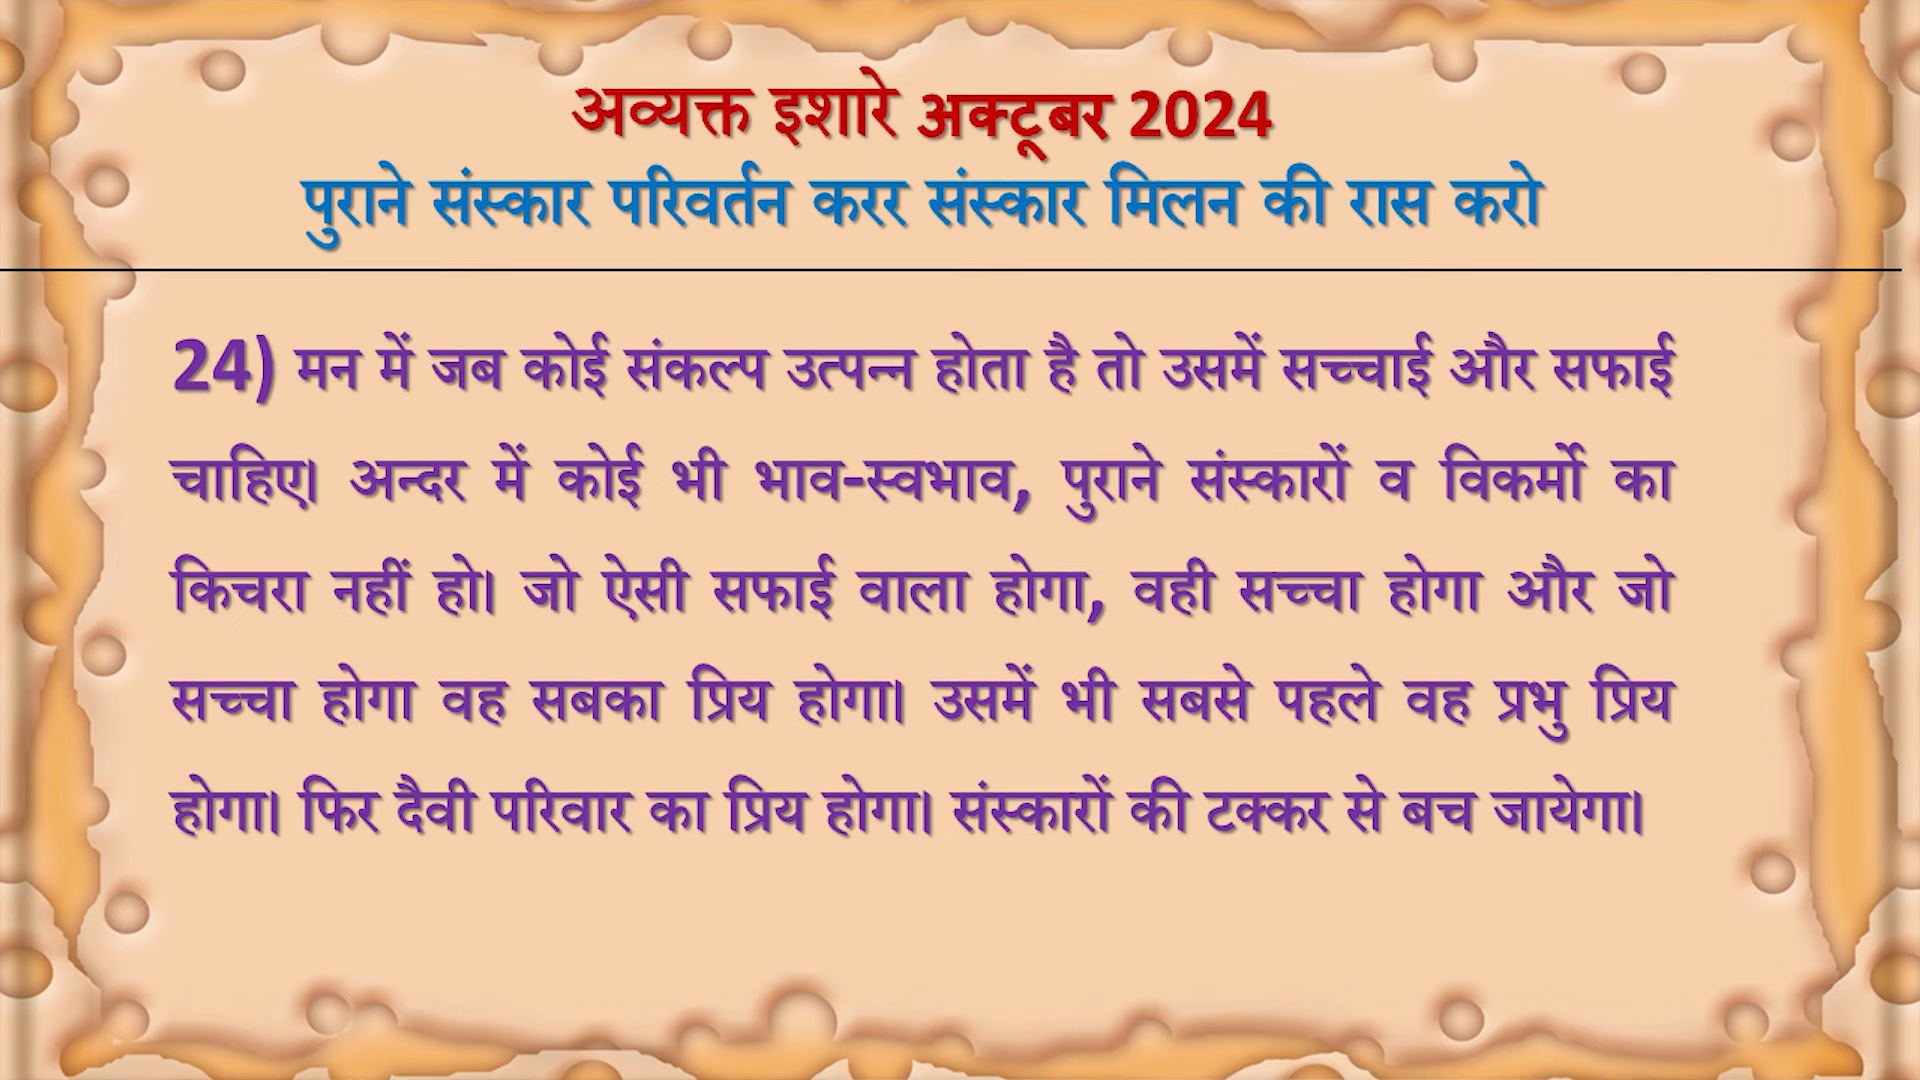 अव्यक्त इशारे अक्टूबर 2024
पुराने संस्कार परिवर्तन करर संस्कार मिलन की रास करो
24) मन में जब कोई संकल्प उत्पन्न होता है तो उसमें सच्चाई और सफाई
चाहिए। अन्दर में कोई भी भाव-स्वभाव, पुराने संस्कारों व विकर्मो का
किचरा नहीं हो। जो ऐसी सफाई वाला होगा, वही सच्चा होगा और जो
सच्चा होगा वह सबका प्रिय होगा। उसमें भी सबसे पहले वह प्रभु प्रिय
होगा। फिर दैवी परिवार का प्रिय होगा। संस्कारों की टक्कर से बच जायेगा।